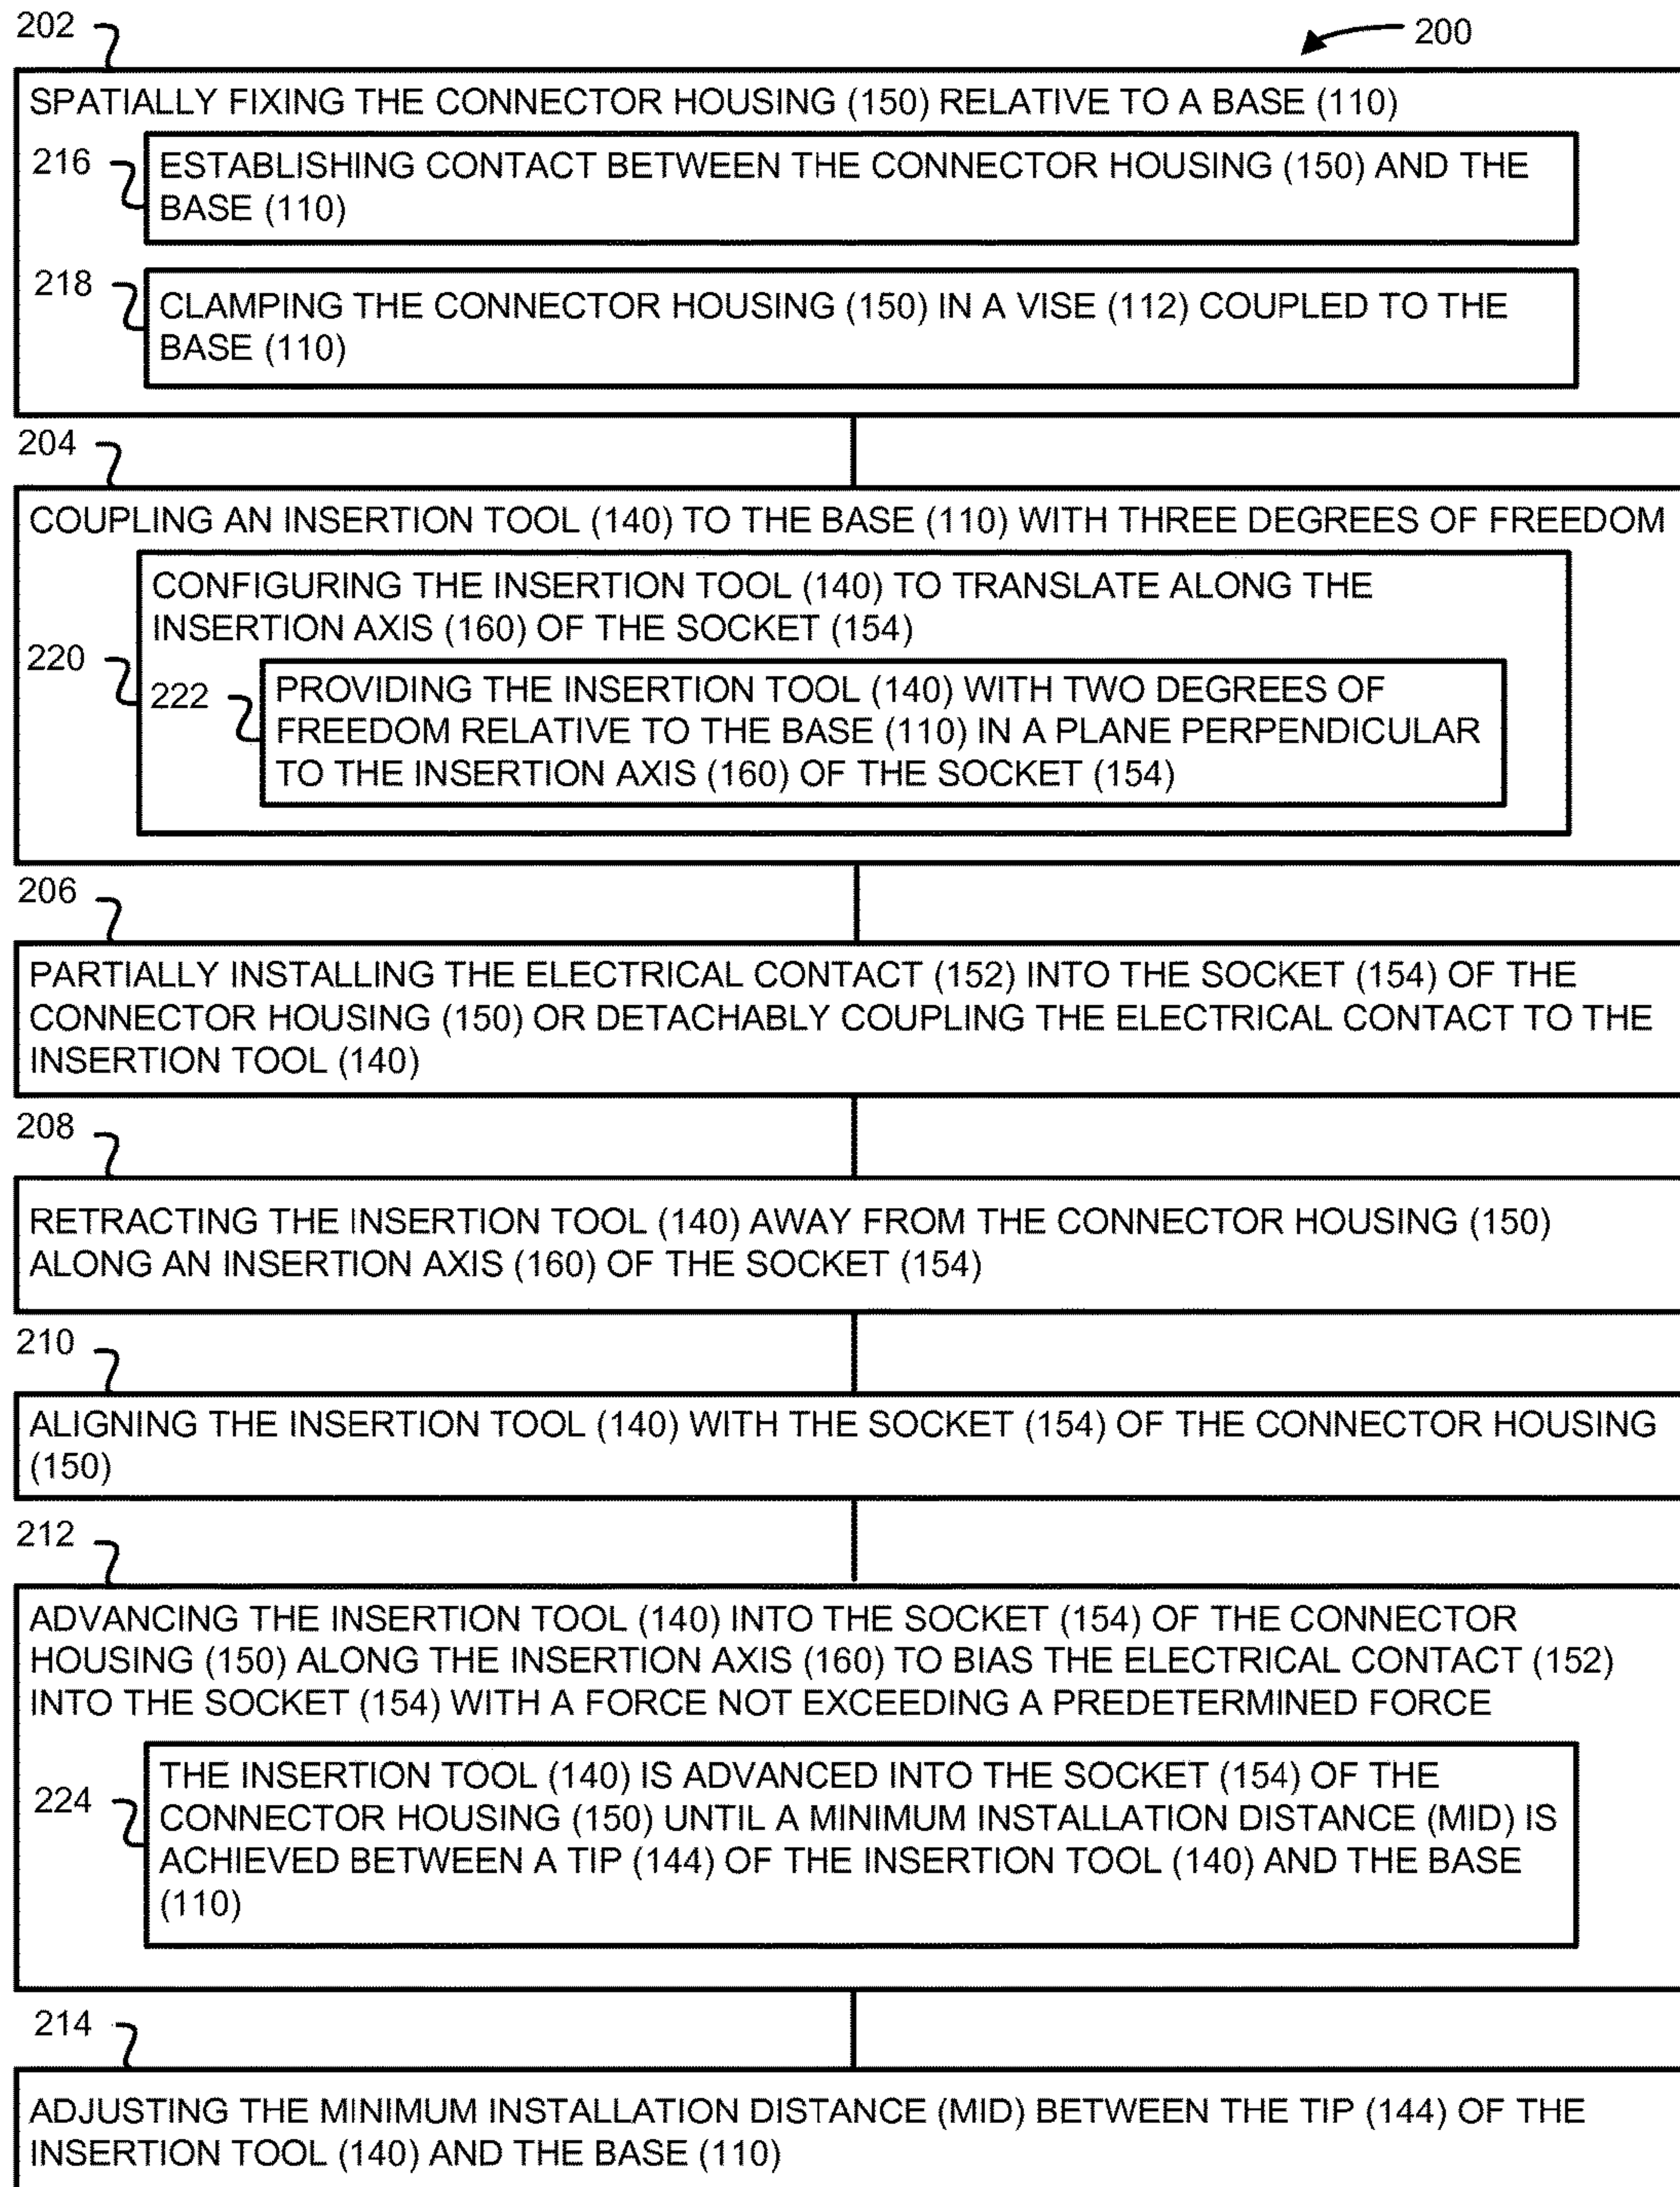 202
200
SPATIALLY FIXING THE CONNECTOR HOUSING (150) RELATIVE TO A BASE (110)
216
ESTABLISHING CONTACT BETWEEN THE CONNECTOR HOUSING (150) AND THE
BASE (110)
218
CLAMPING THE CONNECTOR HOUSING (150) IN A VISE (112) COUPLED TO THE
BASE (110)
204
COUPLING AN INSERTION TOOL (140) TO THE BASE (110) WITH THREE DEGREES OF FREEDOM
CONFIGURING THE INSERTION TOOL (140) TO TRANSLATE ALONG THE
INSERTION AXIS (160) OF THE SOCKET (154)
220
222
PROVIDING THE INSERTION TOOL (140) WITH TWO DEGREES OF
FREEDOM RELATIVE TO THE BASE (110) IN A PLANE PERPENDICULAR
TO THE INSERTION AXIS (160) OF THE SOCKET (154)
206
PARTIALLY INSTALLING THE ELECTRICAL CONTACT (152) INTO THE SOCKET (154) OF THE
CONNECTOR HOUSING (150) OR DETACHABLY COUPLING THE ELECTRICAL CONTACT TO THE
INSERTION TOOL (140)
208
RETRACTING THE INSERTION TOOL (140) AWAY FROM THE CONNECTOR HOUSING (150)
ALONG AN INSERTION AXIS (160) OF THE SOCKET (154)
210
ALIGNING THE INSERTION TOOL (140) WITH THE SOCKET (154) OF THE CONNECTOR HOUSING
(150)
212
ADVANCING THE INSERTION TOOL (140) INTO THE SOCKET (154) OF THE CONNECTOR
HOUSING (150) ALONG THE INSERTION AXIS (160) TO BIAS THE ELECTRICAL CONTACT (152)
INTO THE SOCKET (154) WITH A FORCE NOT EXCEEDING A PREDETERMINED FORCE
224
THE INSERTION TOOL (140) IS ADVANCED INTO THE SOCKET (154) OF THE
CONNECTOR HOUSING (150) UNTIL A MINIMUM INSTALLATION DISTANCE (MID) IS
ACHIEVED BETWEEN A TIP (144) OF THE INSERTION TOOL (140) AND THE BASE
(110)
214
ADJUSTING THE MINIMUM INSTALLATION DISTANCE (MID) BETWEEN THE TIP (144) OF THE
INSERTION TOOL (140) AND THE BASE (110)